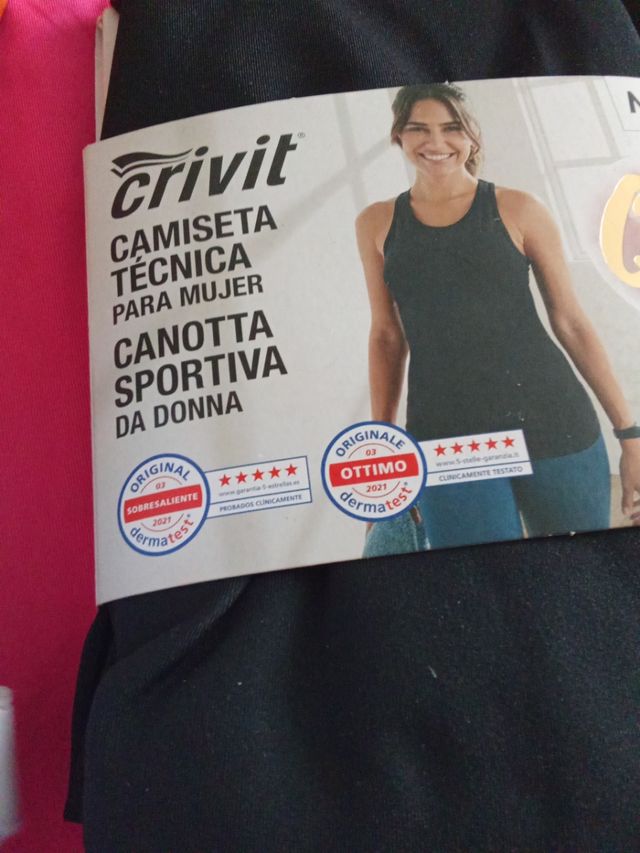 crivit®
CAMISETA
TÉCNICA
PARA MUJER
CANOTTA
SPORTIVA
DA DONNA
ORIGINAL
03
SOBRESALIENTE
2021
dermatest®
www.garantia-5-estrellas.es
PROBADOS CLÍNICAMENTE
ORIGINALE
03
OTTIMO
2021
dermatest®
www.5-stelle-garanzia.it
CLINICAMENTE TESTATO